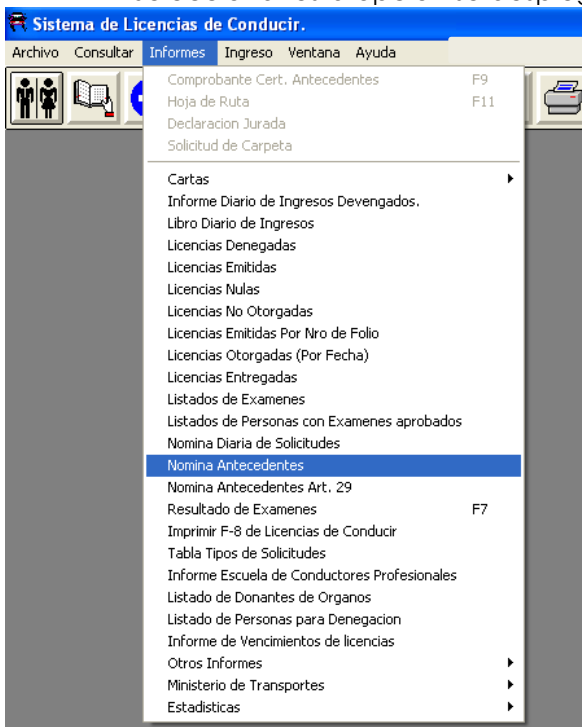 Sistema de Licencias de Conducir.
Archivo Consultar Informes Ingreso Ventana Ayuda
Comprobante Cert. Antecedentes F9
Hoja de Ruta F11
Declaracion Jurada
Solicitud de Carpeta
Cartas
Informe Diario de Ingresos Devengados.
Libro Diario de Ingresos
Licencias Denegadas
Licencias Emitidas
Licencias Nulas
Licencias No Otorgadas
Licencias Emitidas Por Nro de Folio
Licencias Otorgadas (Por Fecha)
Licencias Entregadas
Listados de Examenes
Listados de Personas con Examenes aprobados
Nomina Diaria de Solicitudes
Nomina Antecedentes
Nomina Antecedentes Art. 29
Resultado de Examenes F7
Imprimir F-8 de Licencias de Conducir
Tabla Tipos de Solicitudes
Informe Escuela de Conductores Profesionales
Listado de Donantes de Organos
Listado de Personas para Denegacion
Informe de Vencimientos de licencias
Otros Informes
Ministerio de Transportes
Estadisticas